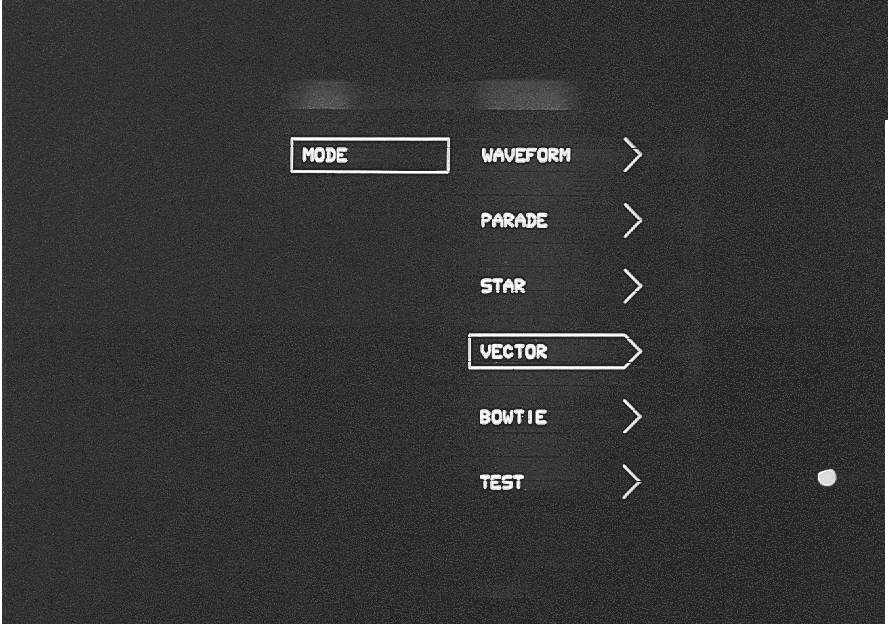 MODE WAVEFORM
PARADE
STAR
VECTOR
BOWTIE
TEST